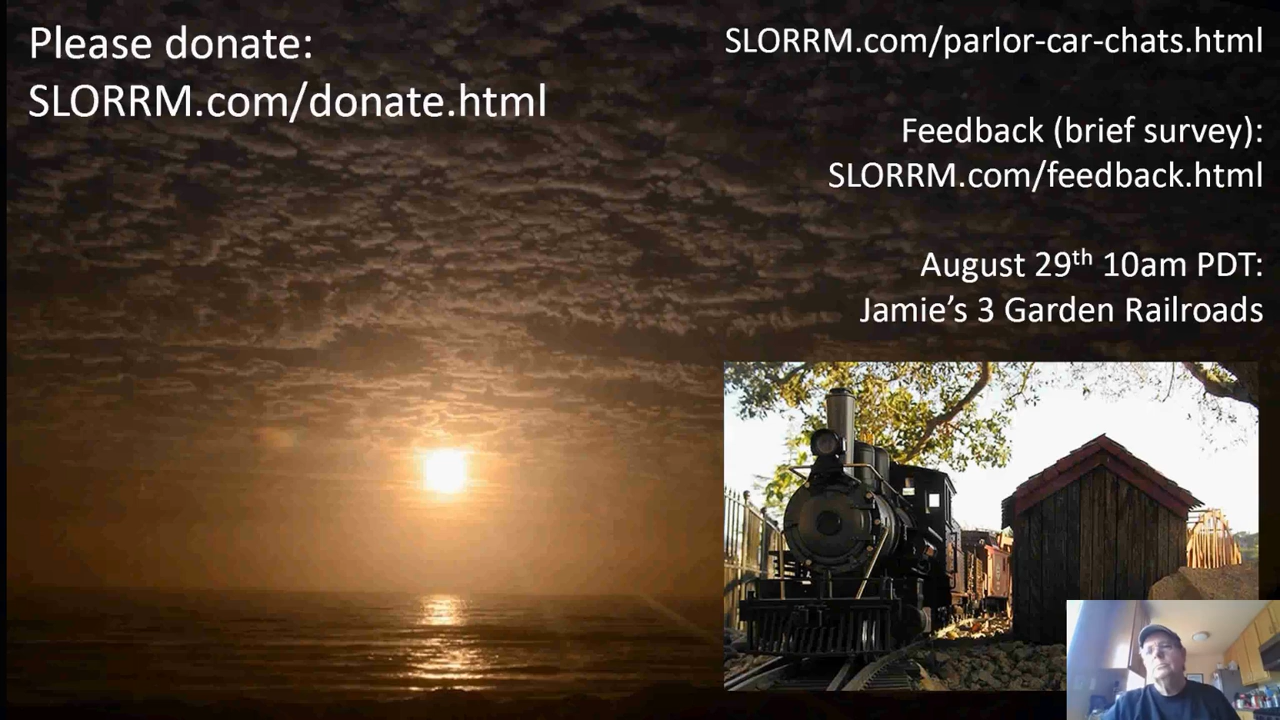 Please donate:
SLORRM.com/donate.html
SLORRM.com/parlor-car-chats.html
Feedback (brief survey):
SLORRM.com/feedback.html
August 29th 10am PDT:
Jamie’s 3 Garden Railroads